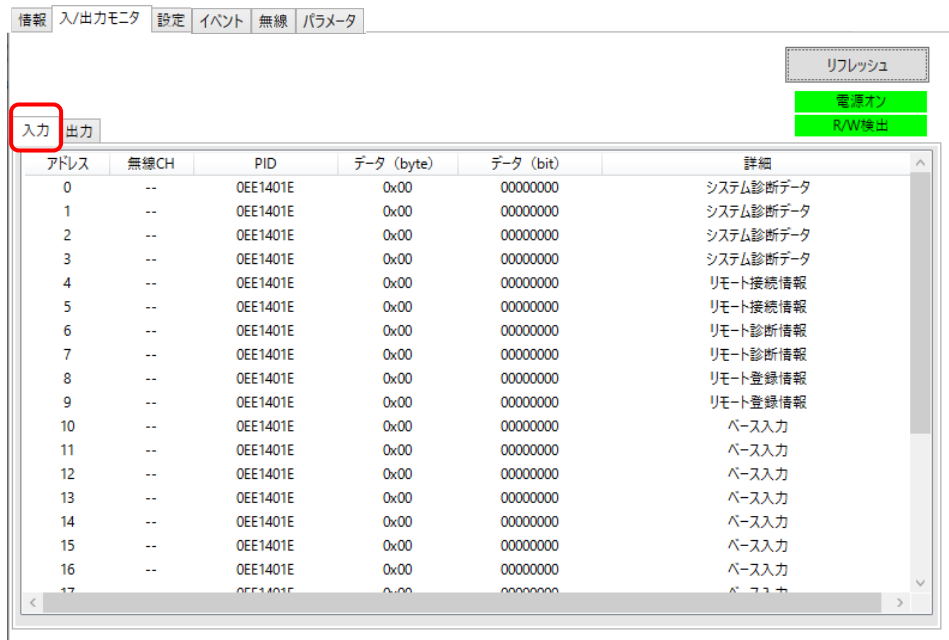 情報 入/出力モニタ 設定 イベント 無線 パラメータ
リフレッシュ
電源オン
R/W検出
入力 出力
アドレス 無線CH PID データ（byte） データ（bit） 詳細
0 -- 0EE1401E 0x00 00000000 システム診断データ
1 -- 0EE1401E 0x00 00000000 システム診断データ
2 -- 0EE1401E 0x00 00000000 システム診断データ
3 -- 0EE1401E 0x00 00000000 システム診断データ
4 -- 0EE1401E 0x00 00000000 リモート接続情報
5 -- 0EE1401E 0x00 00000000 リモート接続情報
6 -- 0EE1401E 0x00 00000000 リモート診断情報
7 -- 0EE1401E 0x00 00000000 リモート診断情報
8 -- 0EE1401E 0x00 00000000 リモート登録情報
9 -- 0EE1401E 0x00 00000000 リモート登録情報
10 -- 0EE1401E 0x00 00000000 ベース入力
11 -- 0EE1401E 0x00 00000000 ベース入力
12 -- 0EE1401E 0x00 00000000 ベース入力
13 -- 0EE1401E 0x00 00000000 ベース入力
14 -- 0EE1401E 0x00 00000000 ベース入力
15 -- 0EE1401E 0x00 00000000 ベース入力
16 -- 0EE1401E 0x00 00000000 ベース入力